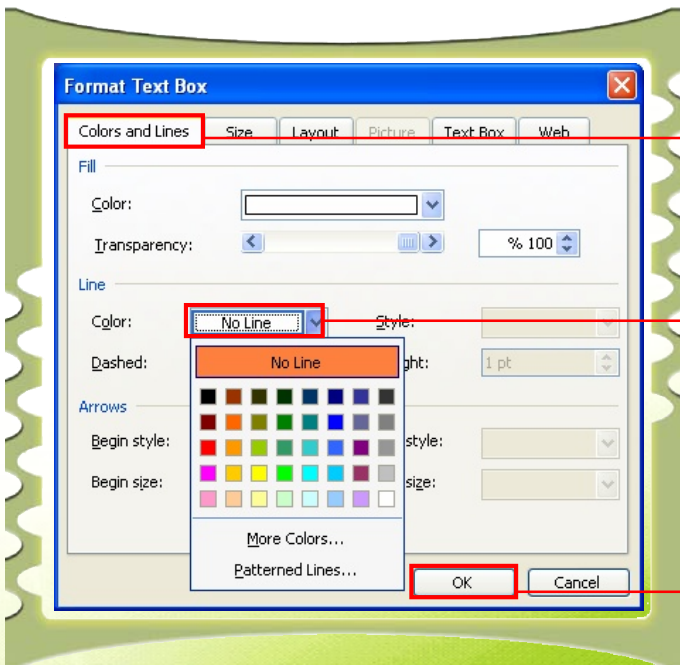 Format Text Box
Colors and Lines Size Layout Picture Text Box Web
Fill
Color:
Transparency: % 100
Line
Color: No Line Style:
No Line
Dashed: ght: 1 pt
Arrows
Begin style: style:
Begin size: size:
More Colors...
Patterned Lines...
OK Cancel